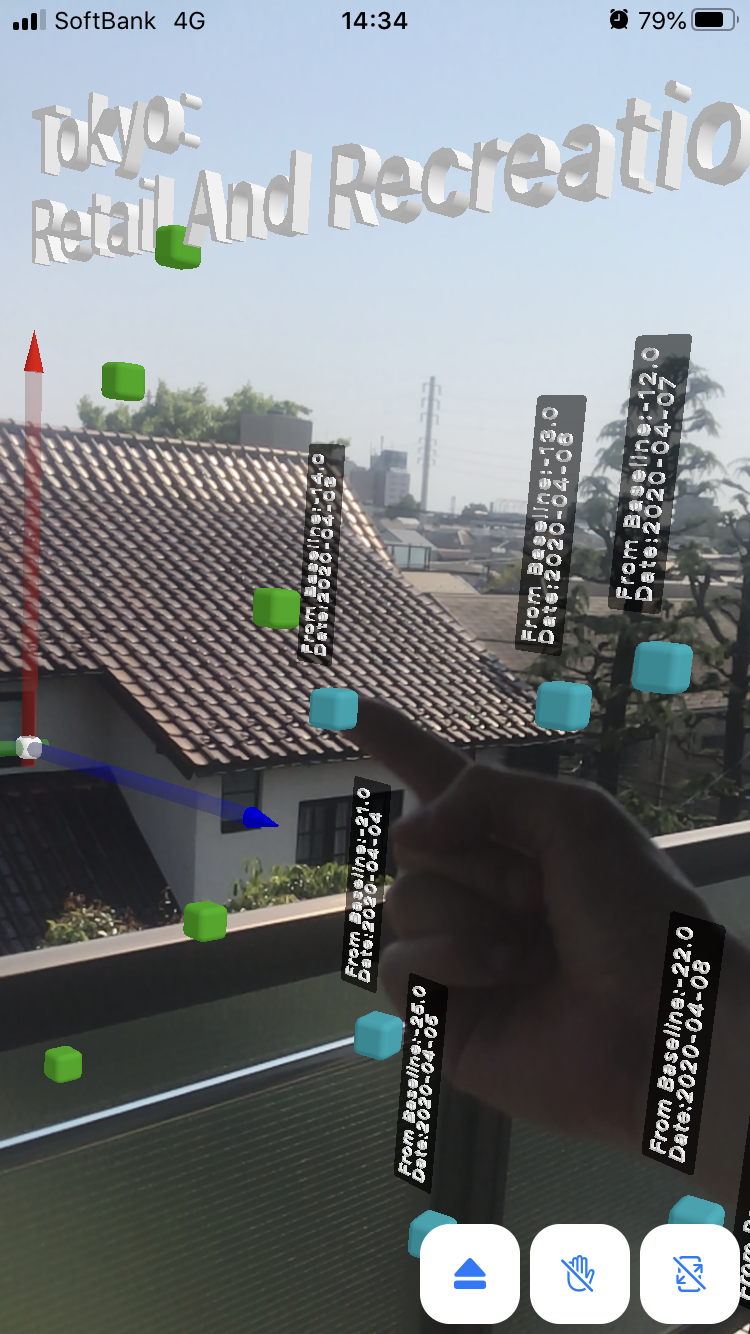 SoftBank 4G 14:34 79%
Tokyo:
Retail And Recreatio
From Baseline:-12.0
Date:2020-04-07
From Baseline:-13.0
Date:2020-04-06
From Baseline:-14.0
Date:2020-04-03
From Baseline:-21.0
Date:2020-04-04
From Baseline:-22.0
Date:2020-04-08
From Baseline:-25.0
Date:2020-04-05